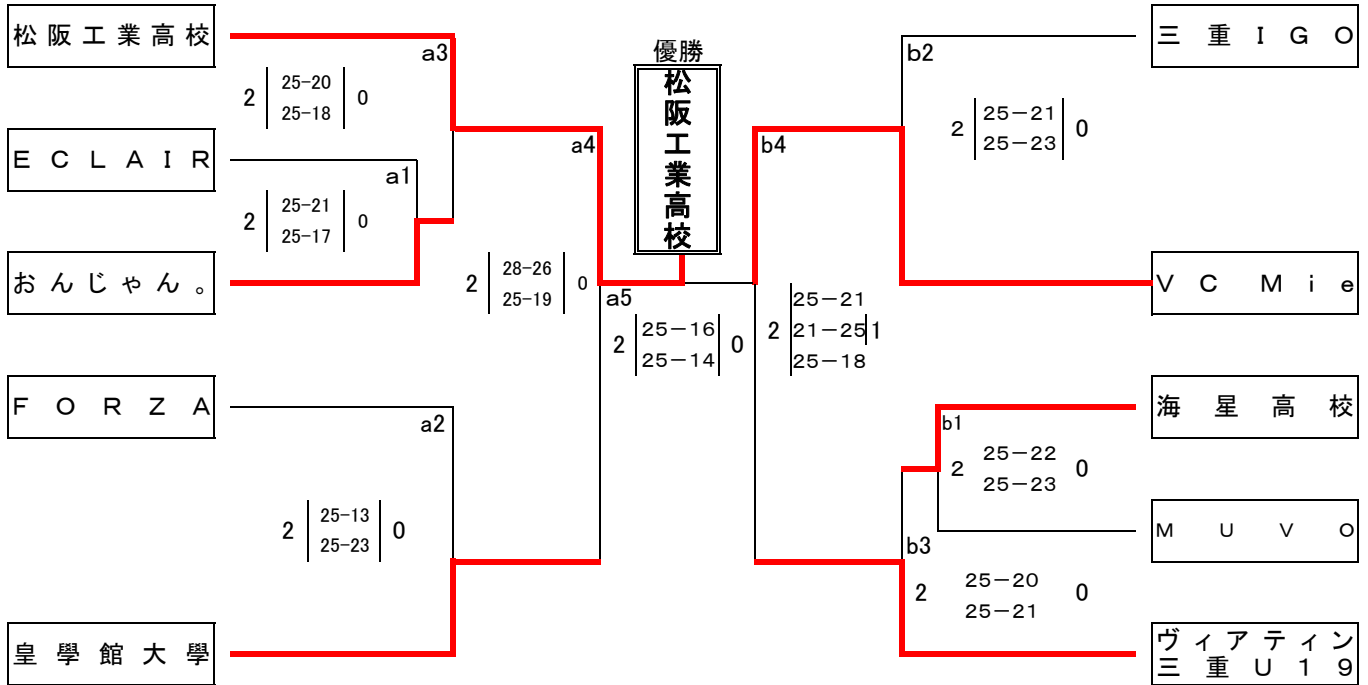 松阪工業高校
a3
2 25-20 0
25-18
ECLAIR
a1
2 25-21 0
25-17
おんじゃん。
a4
2 28-26 0
25-19
FORZA
a2
2 25-13 0
25-23
皇學館大學
優勝
松阪工業高校
a5
2 25-16 0
25-14
b4
2 25-21 1
21-25
25-18
b2
三重IGO
2 25-21 0
25-23
VC Mie
海星高校
b1
2 25-22 0
25-23
MUVO
b3
2 25-20 0
25-21
ヴィアティン
三重U19